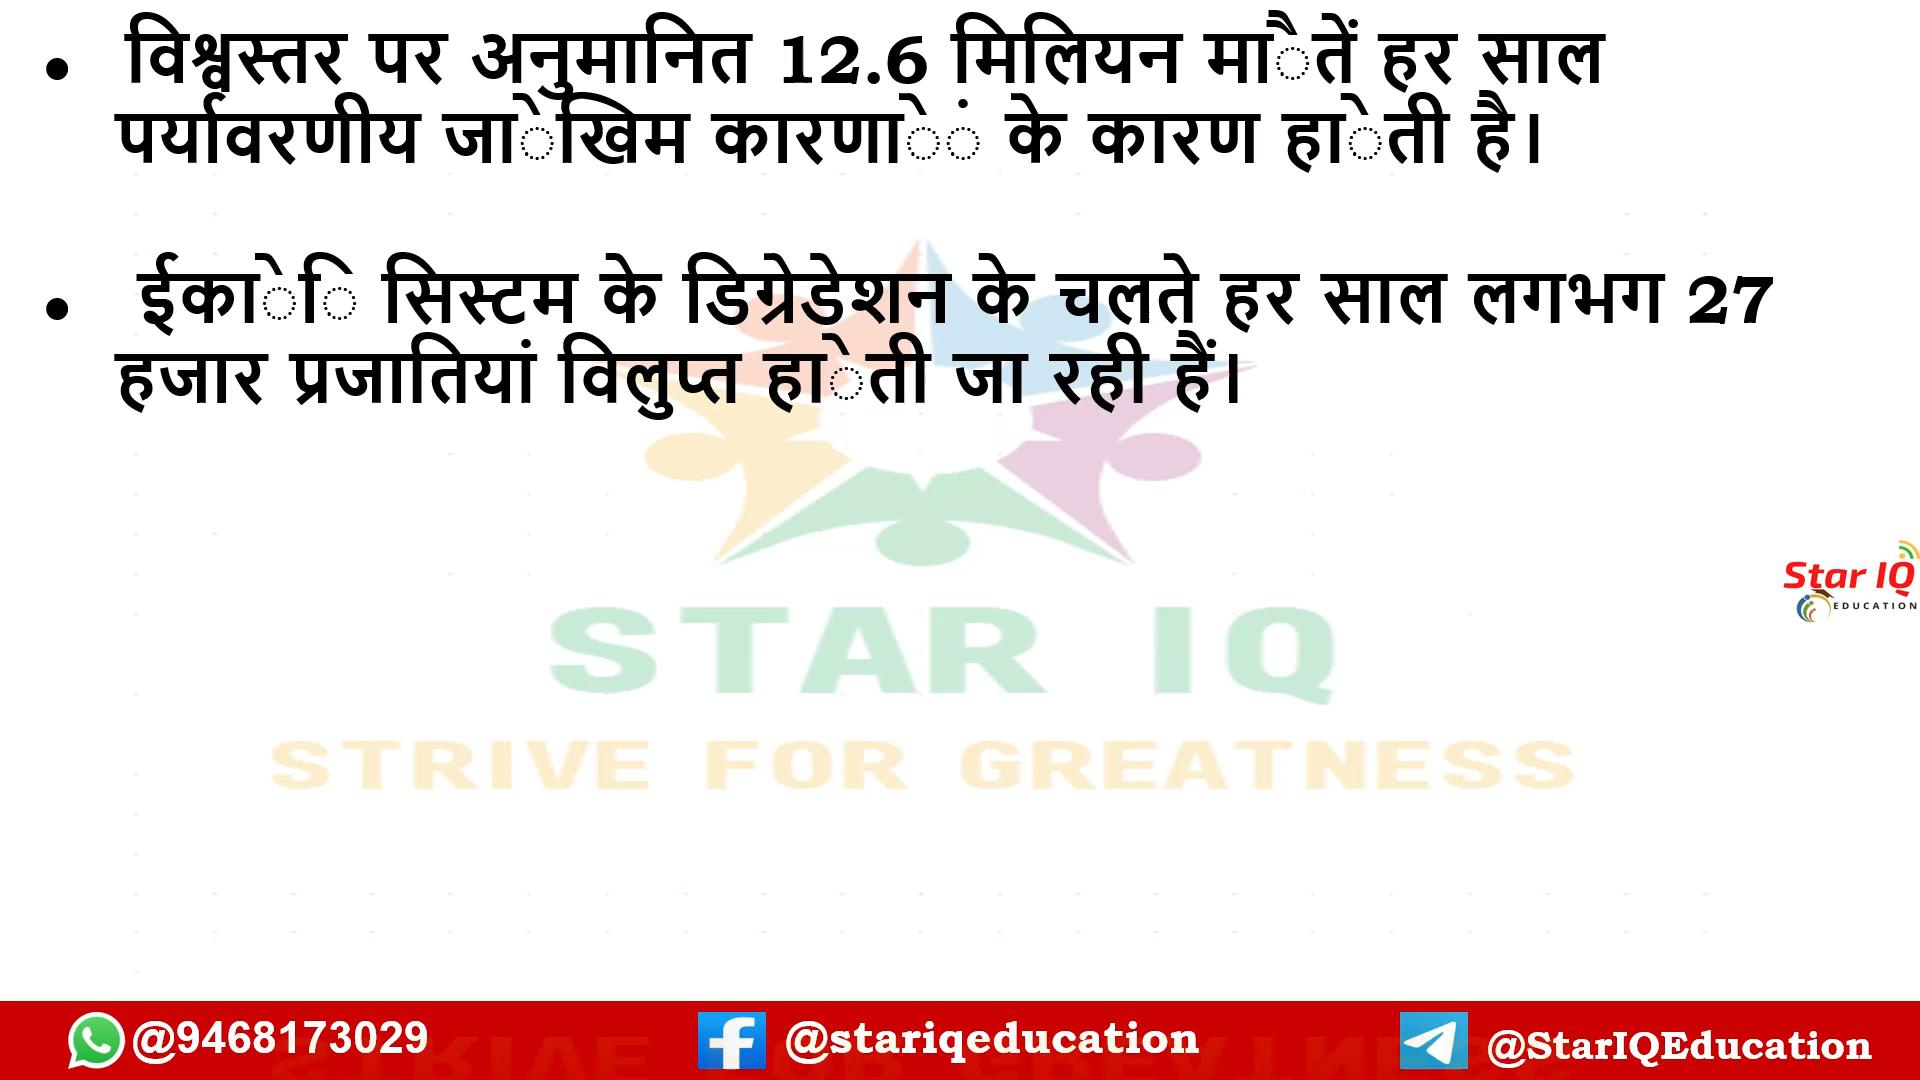 • विश्वस्तर पर अनुमानित 12.6 मिलियन माैतें हर साल
पर्यावरणीय जाेखिम कारणाें के कारण हाेती है।
• ईकाेि सिस्टम के डिग्रेडेशन के चलते हर साल लगभग 27
हजार प्रजातियां विलुप्त हाेती जा रही हैं।
Star IQ
EDUCATION
STAR IQ
STRIVE FOR GREATNESS
@9468173029 @stariqeducation @StarIQEducation